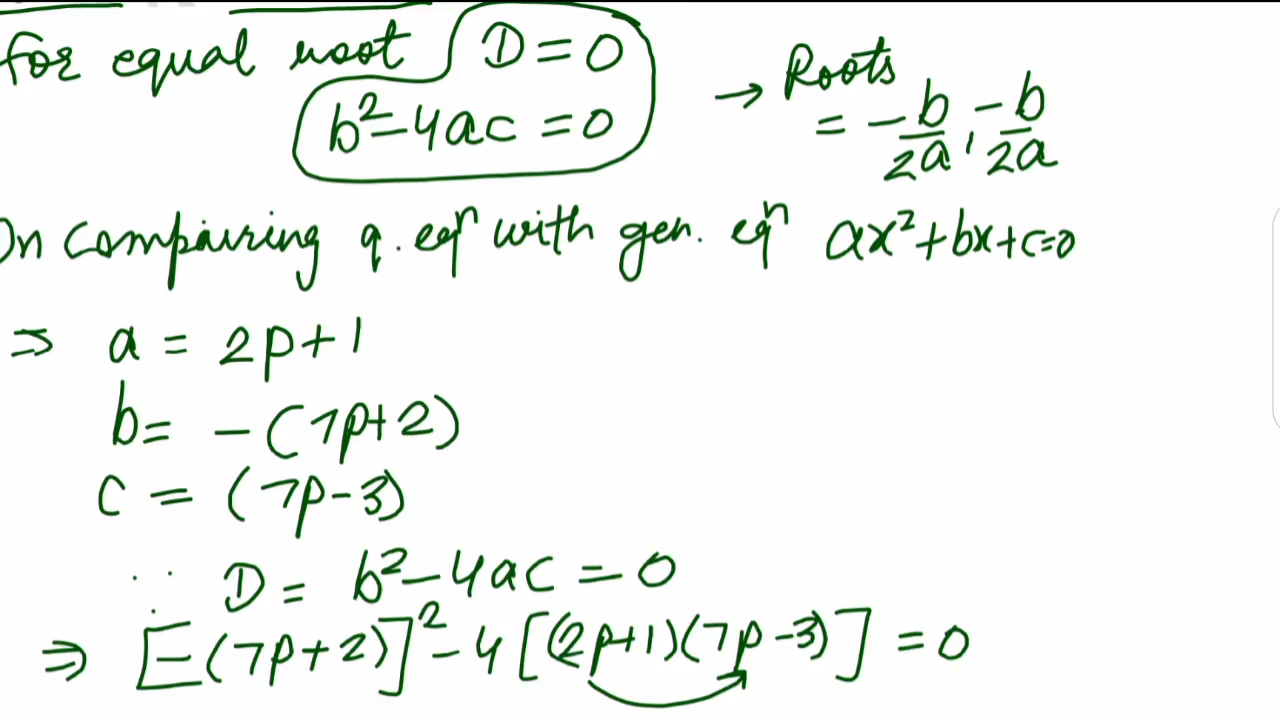 for equal root D = 0
b² - 4ac = 0
→ Roots
= -b/2a, -b/2a
On comparing q. eqⁿ with gen. eqⁿ ax² + bx + c = 0
⇒ a = 2p + 1
b = -(7p + 2)
c = (7p - 3)
∵ D = b² - 4ac = 0
⇒ [-(7p + 2)]² - 4[(2p + 1)(7p - 3)] = 0